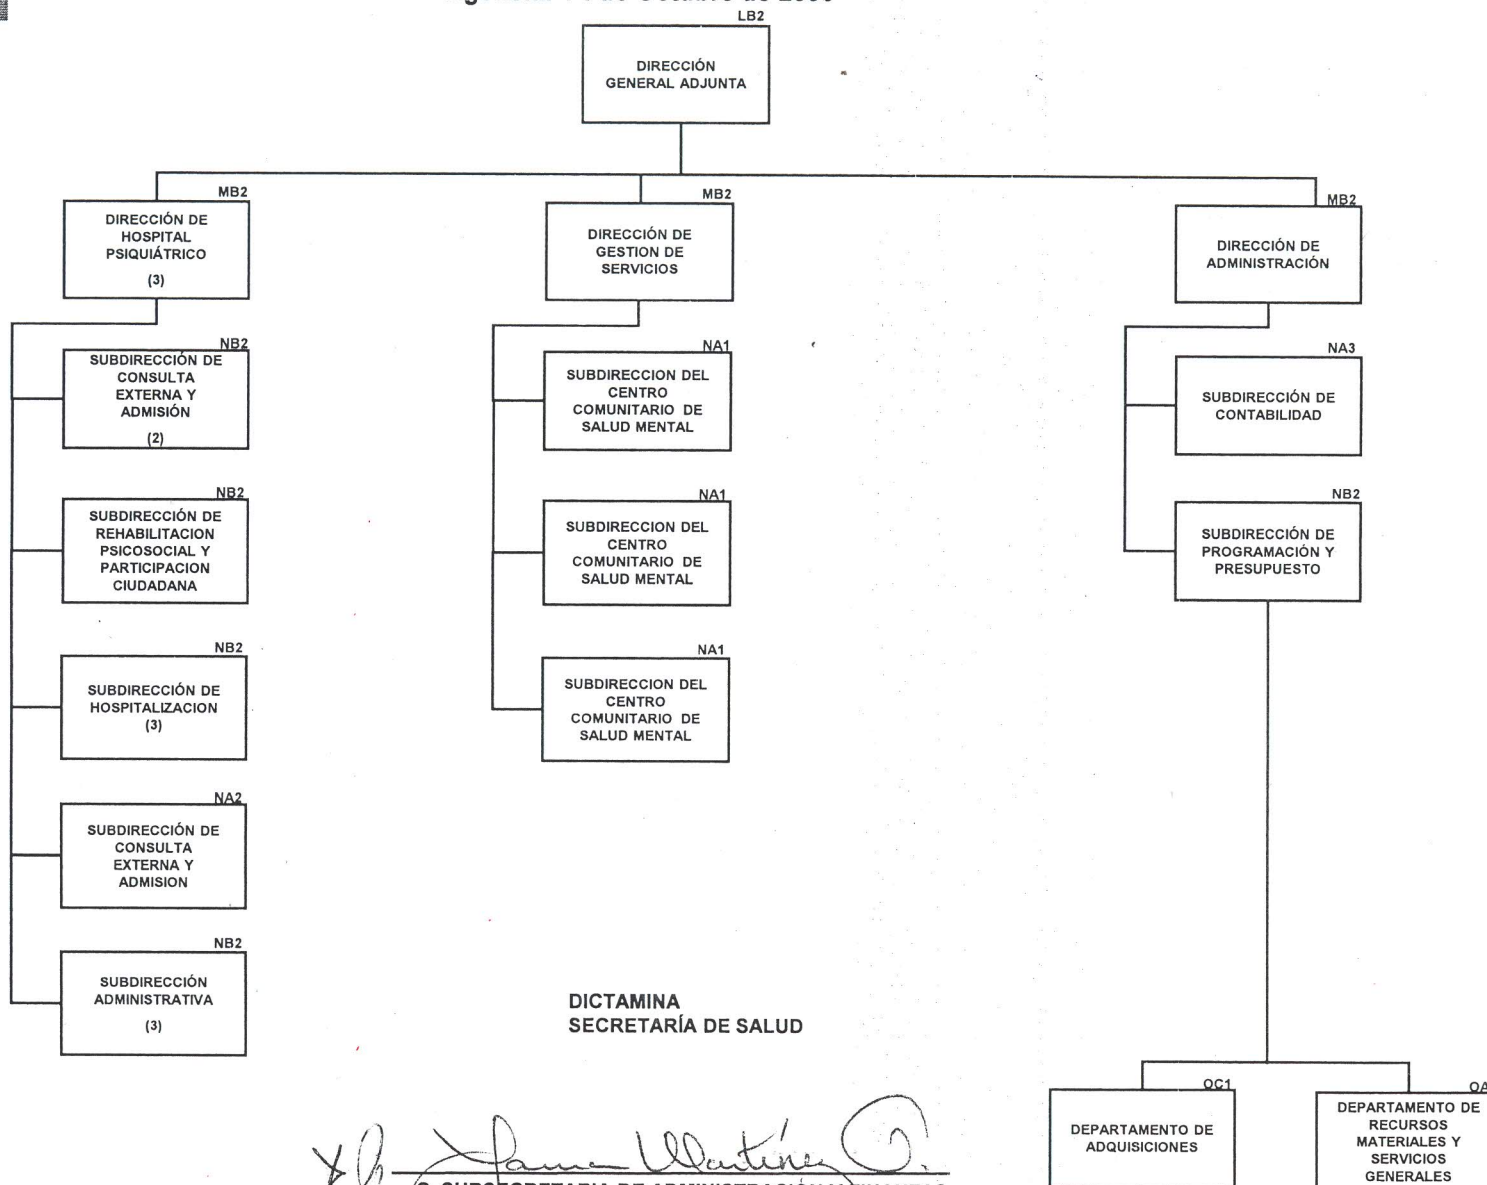 LB2
DIRECCIÓN
GENERAL ADJUNTA
MB2
DIRECCIÓN DE
HOSPITAL
PSIQUIÁTRICO
(3)
NB2
SUBDIRECCIÓN DE
CONSULTA
EXTERNA Y
ADMISIÓN
(2)
NB2
SUBDIRECCIÓN DE
REHABILITACION
PSICOSOCIAL Y
PARTICIPACION
CIUDADANA
NB2
SUBDIRECCIÓN DE
HOSPITALIZACION
(3)
NA2
SUBDIRECCIÓN DE
CONSULTA
EXTERNA Y
ADMISION
NB2
SUBDIRECCIÓN
ADMINISTRATIVA
(3)
MB2
DIRECCIÓN DE
GESTION DE
SERVICIOS
NA1
SUBDIRECCION DEL
CENTRO
COMUNITARIO DE
SALUD MENTAL
NA1
SUBDIRECCION DEL
CENTRO
COMUNITARIO DE
SALUD MENTAL
NA1
SUBDIRECCION DEL
CENTRO
COMUNITARIO DE
SALUD MENTAL
MB2
DIRECCIÓN DE
ADMINISTRACIÓN
NA3
SUBDIRECCIÓN DE
CONTABILIDAD
NB2
SUBDIRECCIÓN DE
PROGRAMACIÓN Y
PRESUPUESTO
OC1
DEPARTAMENTO DE
ADQUISICIONES
OA
DEPARTAMENTO DE
RECURSOS
MATERIALES Y
SERVICIOS
GENERALES
DICTAMINA
SECRETARÍA DE SALUD